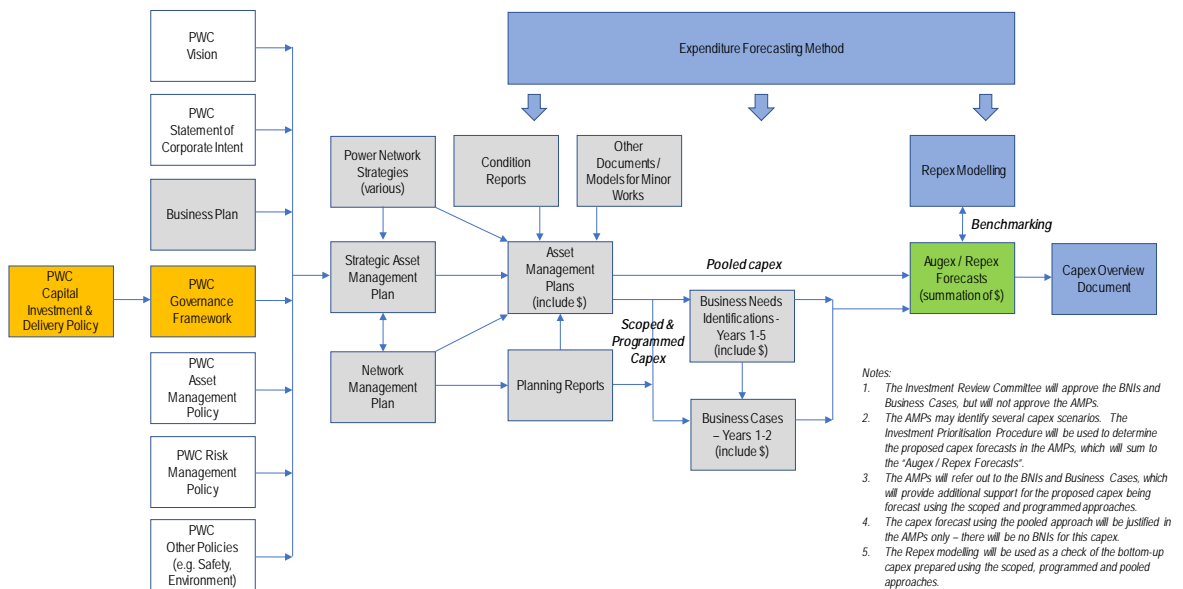 PWC
Vision
PWC
Statement of
Corporate Intent
Business Plan
PWC
Capital
Investment &
Delivery Policy
PWC
Governance
Framework
PWC
Asset
Management
Policy
PWC Risk
Management
Policy
PWC
Other Policies
(e.g. Safety,
Environment)
Expenditure Forecasting Method
Power Network
Strategies
(various)
Condition
Reports
Other
Documents /
Models for Minor
Works
Strategic Asset
Management
Plan
Asset
Management
Plans
(include $)
Network
Management
Plan
Planning Reports
Pooled capex
Scoped &
Programmed
Capex
Business Needs
Identifications -
Years 1-5
(include $)
Business Cases
– Years 1-2
(include $)
Repex Modelling
Benchmarking
Augex / Repex
Forecasts
(summation of $)
Capex Overview
Document
Notes:
1. The Investment Review Committee will approve the BNIs and
Business Cases, but will not approve the AMPs.
2. The AMPs may identify several capex scenarios. The
Investment Prioritisation Procedure will be used to determine
the proposed capex forecasts in the AMPs, which will sum to
the “Augex / Repex Forecasts”.
3. The AMPs will refer out to the BNIs and Business Cases, which
will provide additional support for the proposed capex being
forecast using the scoped and programmed approaches.
4. The capex forecast using the pooled approach will be justified in
the AMPs only – there will be no BNIs for this capex.
5. The Repex modelling will be used as a check of the bottom-up
capex prepared using the scoped, programmed and pooled
approaches.